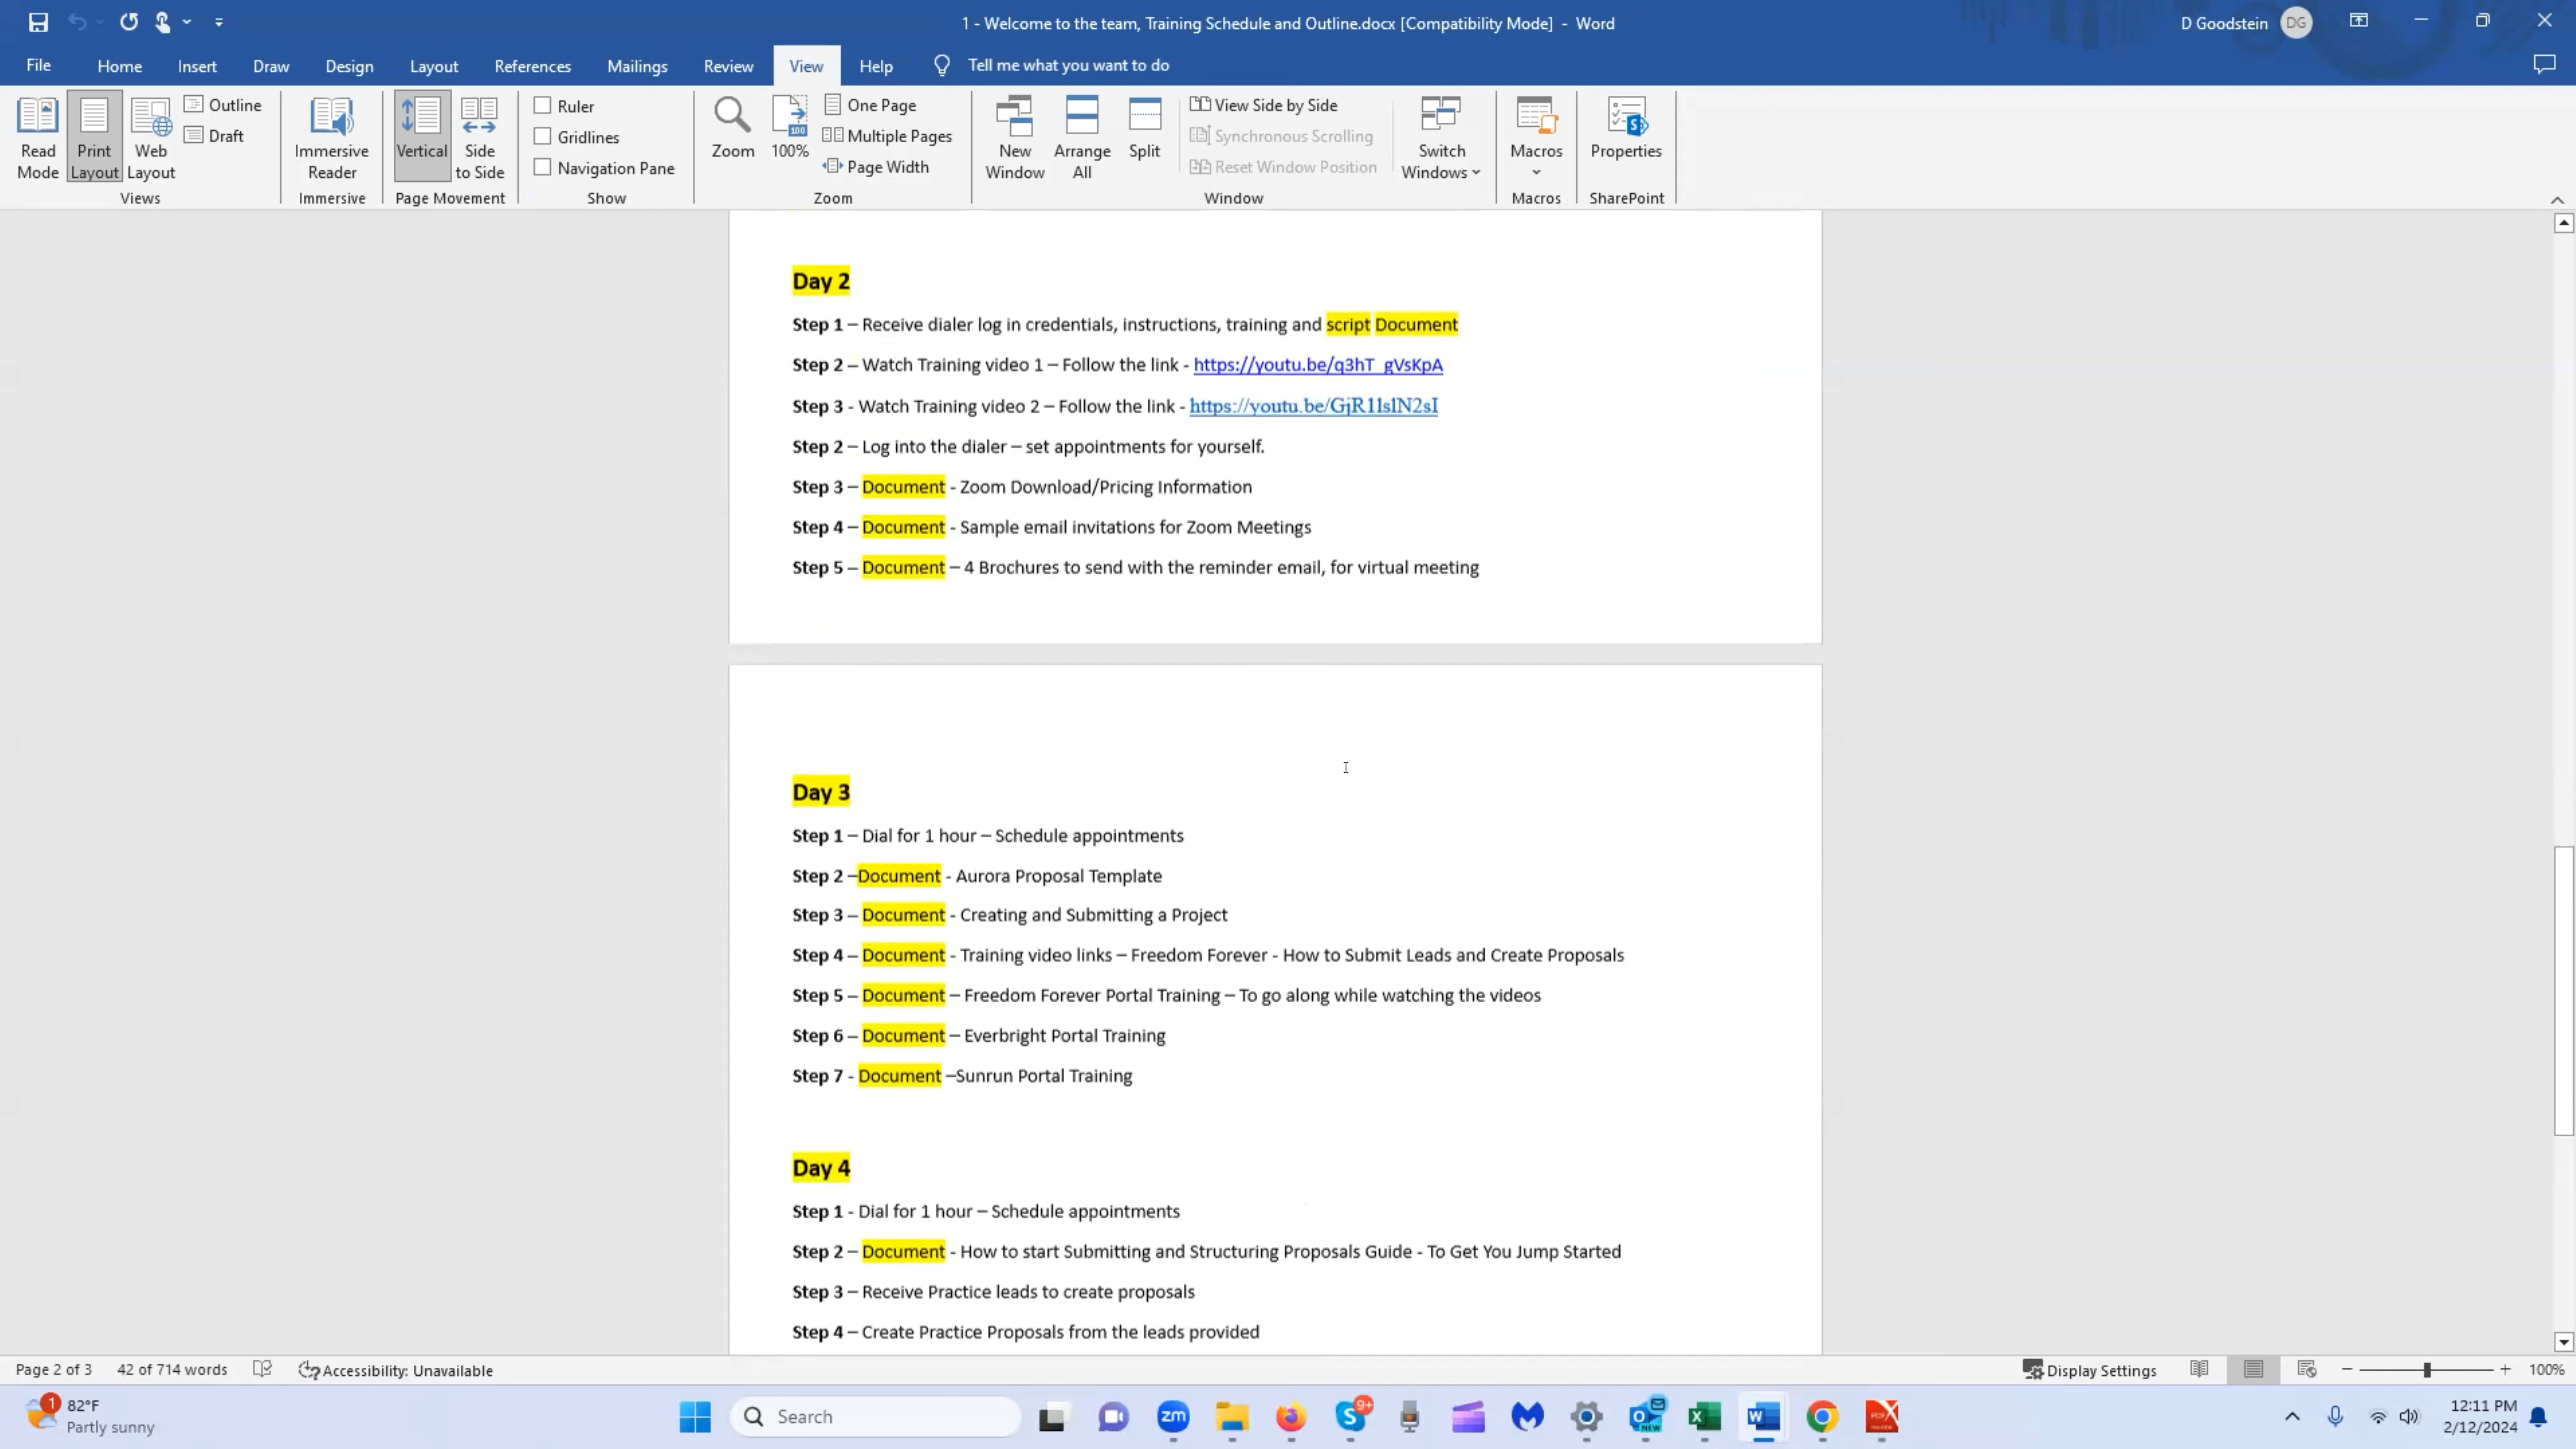 1 - Welcome to the team, Training Schedule and Outline.docx [Compatibility Mode] - Word
D Goodstein
DG
File
Home
Insert
Draw
Design
Layout
References
Mailings
Review
View
Help
Tell me what you want to do
Read Mode
Print Layout
Web Layout
Outline
Draft
Views
Immersive Reader
Immersive
Vertical
Side to Side
Page Movement
Ruler
Gridlines
Navigation Pane
Show
Zoom
100
100%
One Page
Multiple Pages
Page Width
Zoom
New Window
Arrange All
Split
View Side by Side
Synchronous Scrolling
Reset Window Position
Switch Windows
Window
Macros
Macros
Properties
SharePoint
Day 2
Step 1 – Receive dialer log in credentials, instructions, training and script Document
Step 2 – Watch Training video 1 – Follow the link - https://youtu.be/q3hT_gVsKpA
Step 3 - Watch Training video 2 – Follow the link - https://youtu.be/GjR1lslN2sI
Step 2 – Log into the dialer – set appointments for yourself.
Step 3 – Document - Zoom Download/Pricing Information
Step 4 – Document - Sample email invitations for Zoom Meetings
Step 5 – Document – 4 Brochures to send with the reminder email, for virtual meeting
Day 3
Step 1 – Dial for 1 hour – Schedule appointments
Step 2 –Document - Aurora Proposal Template
Step 3 – Document - Creating and Submitting a Project
Step 4 – Document - Training video links – Freedom Forever - How to Submit Leads and Create Proposals
Step 5 – Document – Freedom Forever Portal Training – To go along while watching the videos
Step 6 – Document – Everbright Portal Training
Step 7 - Document –Sunrun Portal Training
Day 4
Step 1 - Dial for 1 hour – Schedule appointments
Step 2 – Document - How to start Submitting and Structuring Proposals Guide - To Get You Jump Started
Step 3 – Receive Practice leads to create proposals
Step 4 – Create Practice Proposals from the leads provided
Page 2 of 3
42 of 714 words
Accessibility: Unavailable
Display Settings
100%
1
82°F
Partly sunny
Search
zm
9+
NEW
12:11 PM
2/12/2024